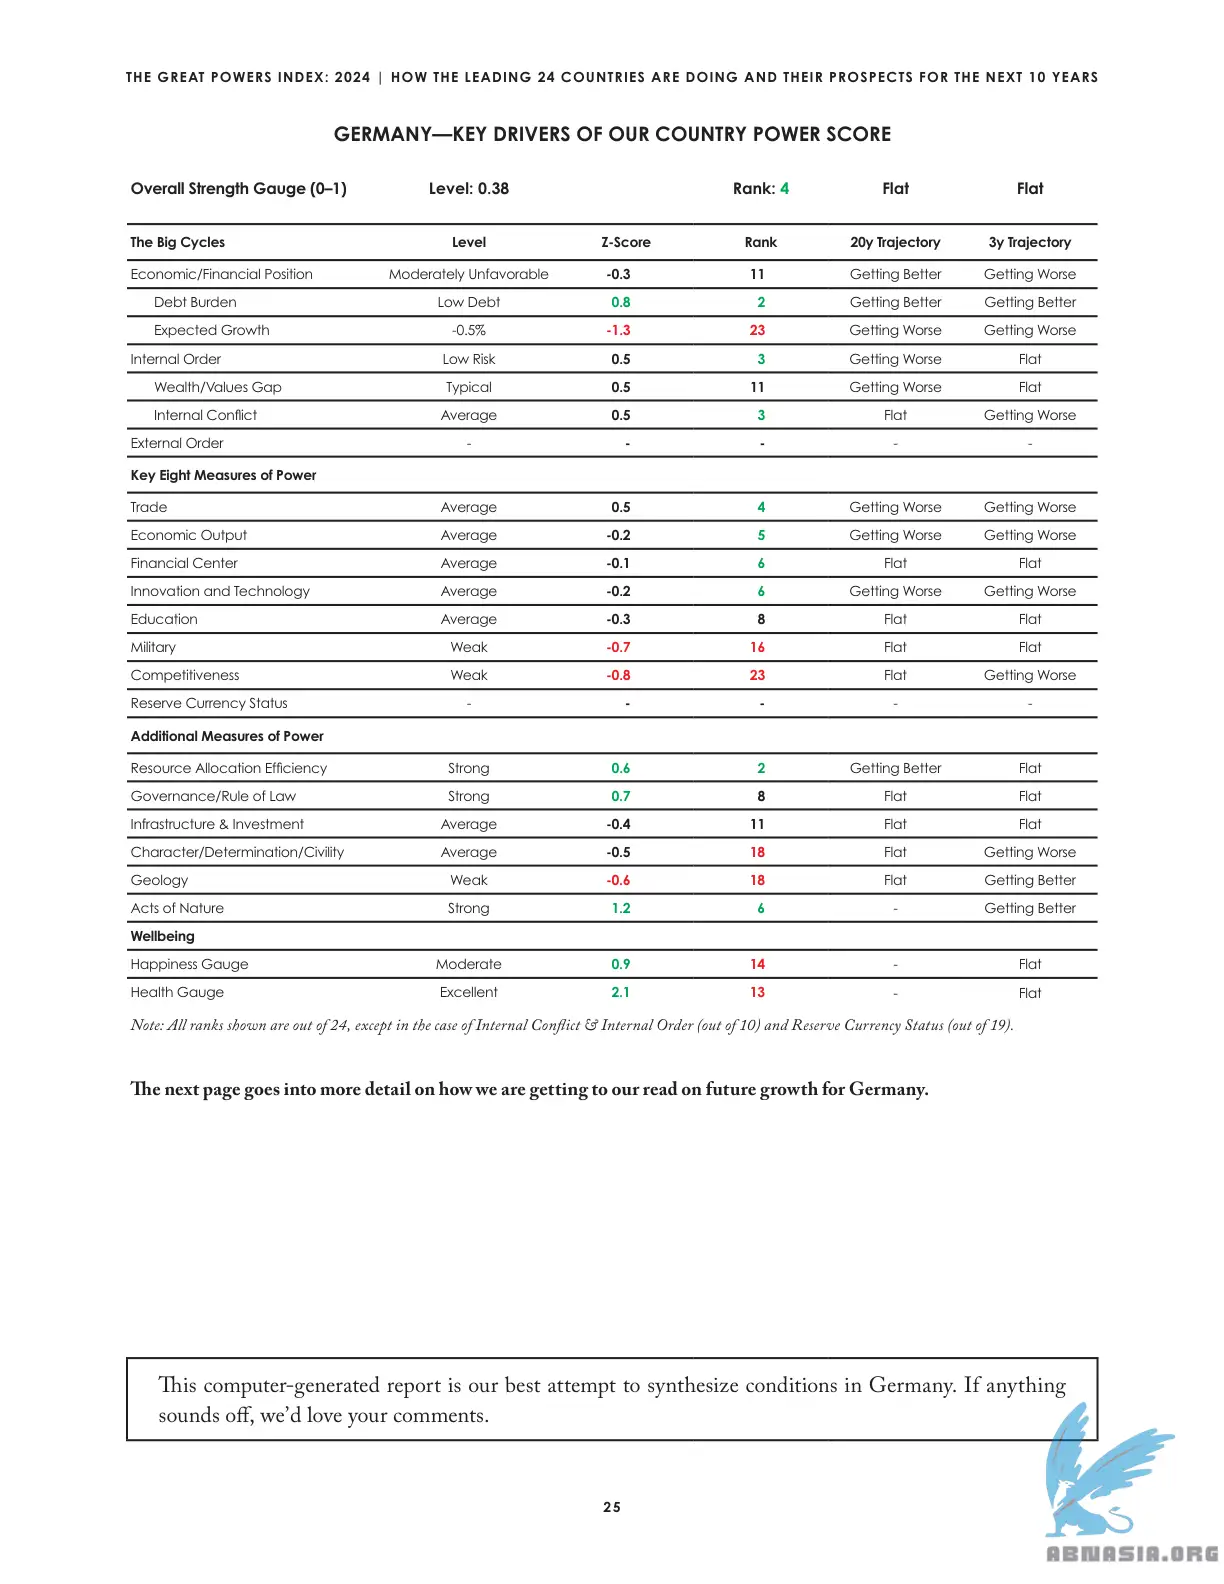 THE GREAT POWERS INDEX: 2024 | HOW THE LEADING 24 COUNTRIES ARE DOING AND THEIR PROSPECTS FOR THE NEXT 10 YEARS
GERMANY—KEY DRIVERS OF OUR COUNTRY POWER SCORE
Overall Strength Gauge (0–1) Level: 0.38 Rank: 4 Flat Flat
The Big Cycles Level Z-Score Rank 20y Trajectory 3y Trajectory
Economic/Financial Position Moderately Unfavorable -0.3 11 Getting Better Getting Worse
Debt Burden Low Debt 0.8 2 Getting Better Getting Better
Expected Growth -0.5% -1.3 23 Getting Worse Getting Worse
Internal Order Low Risk 0.5 3 Getting Worse Flat
Wealth/Values Gap Typical 0.5 11 Getting Worse Flat
Internal Conflict Average 0.5 3 Flat Getting Worse
External Order - - - - -
Key Eight Measures of Power
Trade Average 0.5 4 Getting Worse Getting Worse
Economic Output Average -0.2 5 Getting Worse Getting Worse
Financial Center Average -0.1 6 Flat Flat
Innovation and Technology Average -0.2 6 Getting Worse Getting Worse
Education Average -0.3 8 Flat Flat
Military Weak -0.7 16 Flat Flat
Competitiveness Weak -0.8 23 Flat Getting Worse
Reserve Currency Status - - - - -
Additional Measures of Power
Resource Allocation Efficiency Strong 0.6 2 Getting Better Flat
Governance/Rule of Law Strong 0.7 8 Flat Flat
Infrastructure & Investment Average -0.4 11 Flat Flat
Character/Determination/Civility Average -0.5 18 Flat Getting Worse
Geology Weak -0.6 18 Flat Getting Better
Acts of Nature Strong 1.2 6 - Getting Better
Wellbeing
Happiness Gauge Moderate 0.9 14 - Flat
Health Gauge Excellent 2.1 13 - Flat
Note: All ranks shown are out of 24, except in the case of Internal Conflict & Internal Order (out of 10) and Reserve Currency Status (out of 19).
The next page goes into more detail on how we are getting to our read on future growth for Germany.
This computer-generated report is our best attempt to synthesize conditions in Germany. If anything
sounds off, we'd love your comments.
25
ABNASIA.ORG